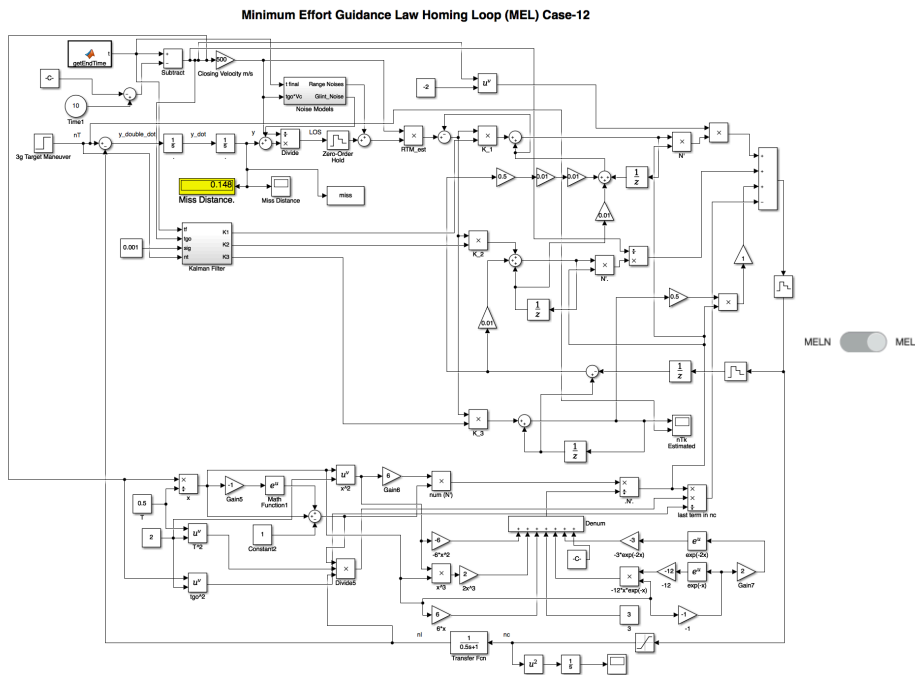 Minimum Effort Guidance Law Homing Loop (MEL) Case-12
getEndTime
t
+
−
Subtract
500
Closing Velocity m/s
-C-
10
Time1
t final
tgo*Vc
Range Noises
Glint_Noise
Noise Models
-2
u^v
3g Target Maneuver
nT
y_double_dot
1/s
.
y_dot
1/s
.
y
÷
×
Divide
LOS
Zero-Order
Hold
×
RTM_est
×
K_1
×
N'
×
0.148
Miss Distance.
Miss Distance
miss
0.5
0.01
0.01
1/z
0.01
0.001
tf
tgo
sig
nt
K1
K2
K3
Kalman Filter
×
K_2
×
N'.
÷
×
1/z
0.01
0.5
×
1
MELN
MEL
1/z
×
K_3
1/z
nTk
Estimated
0.5
T
×
÷
x
-1
Gain5
e^u
Math
Function1
u^v
x^2
6
Gain6
×
num (N')
×
÷
.N'.
×
×
÷
last term in nc
2
u^v
T^2
1
Constant2
u^v
tgo^2
×
Divide5
Denum
-6
-6*x^2
×
x^3
2
2x^3
6
6*x
-C-
-3
-3*exp(-2x)
e^u
exp(-2x)
×
-12*x*exp(-x)
-12
-12
e^u
exp(-x)
2
Gain7
3
3
-1
-1
nl
1
0.5s+1
Transfer Fcn
nc
u^2
1/s